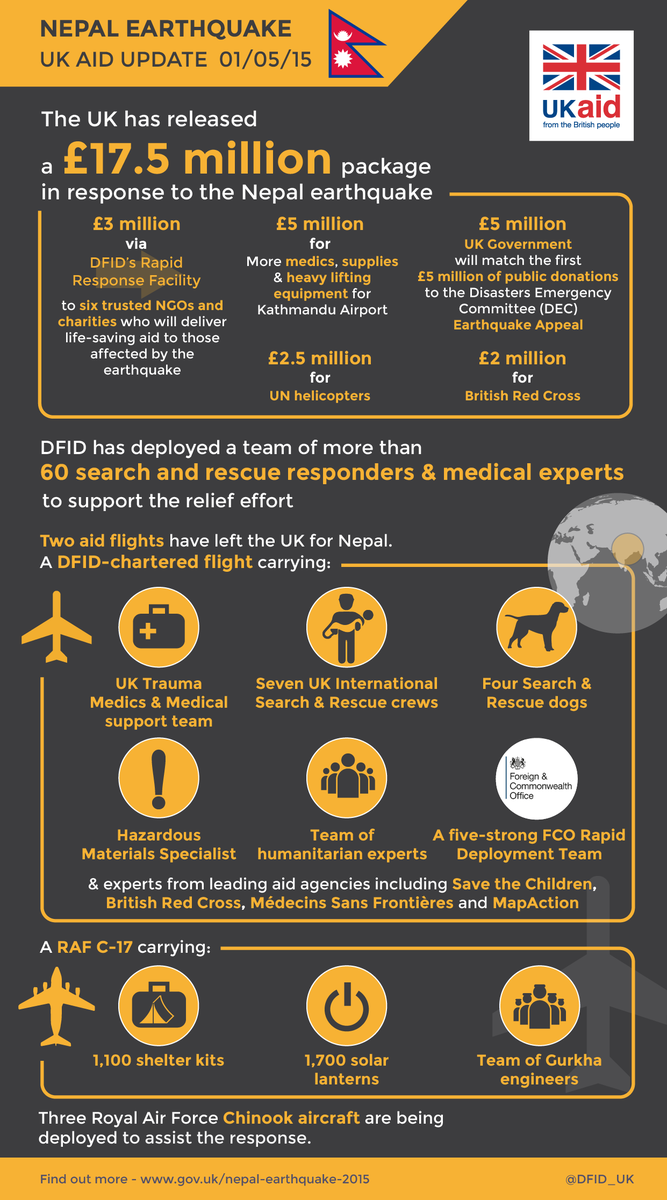 NEPAL EARTHQUAKE
UK AID UPDATE 01/05/15
UKaid
from the British people
The UK has released
a £17.5 million package
in response to the Nepal earthquake
£3 million
via
DFID's Rapid
Response Facility
to six trusted NGOs and
charities who will deliver
life-saving aid to those
affected by the
earthquake
£5 million
for
More medics, supplies
& heavy lifting
equipment for
Kathmandu Airport
£5 million
UK Government
will match the first
£5 million of public donations
to the Disasters Emergency
Committee (DEC)
Earthquake Appeal
£2.5 million
for
UN helicopters
£2 million
for
British Red Cross
DFID has deployed a team of more than
60 search and rescue responders & medical experts
to support the relief effort
Two aid flights have left the UK for Nepal.
A DFID-chartered flight carrying:
UK Trauma
Medics & Medical
support team
Seven UK International
Search & Rescue crews
Four Search &
Rescue dogs
Hazardous
Materials Specialist
Team of
humanitarian experts
Foreign &
Commonwealth
Office
A five-strong FCO Rapid
Deployment Team
& experts from leading aid agencies including Save the Children,
British Red Cross, Médecins Sans Frontières and MapAction
A RAF C-17 carrying:
1,100 shelter kits
1,700 solar
lanterns
Team of Gurkha
engineers
Three Royal Air Force Chinook aircraft are being
deployed to assist the response.
Find out more - www.gov.uk/nepal-earthquake-2015
@DFID_UK